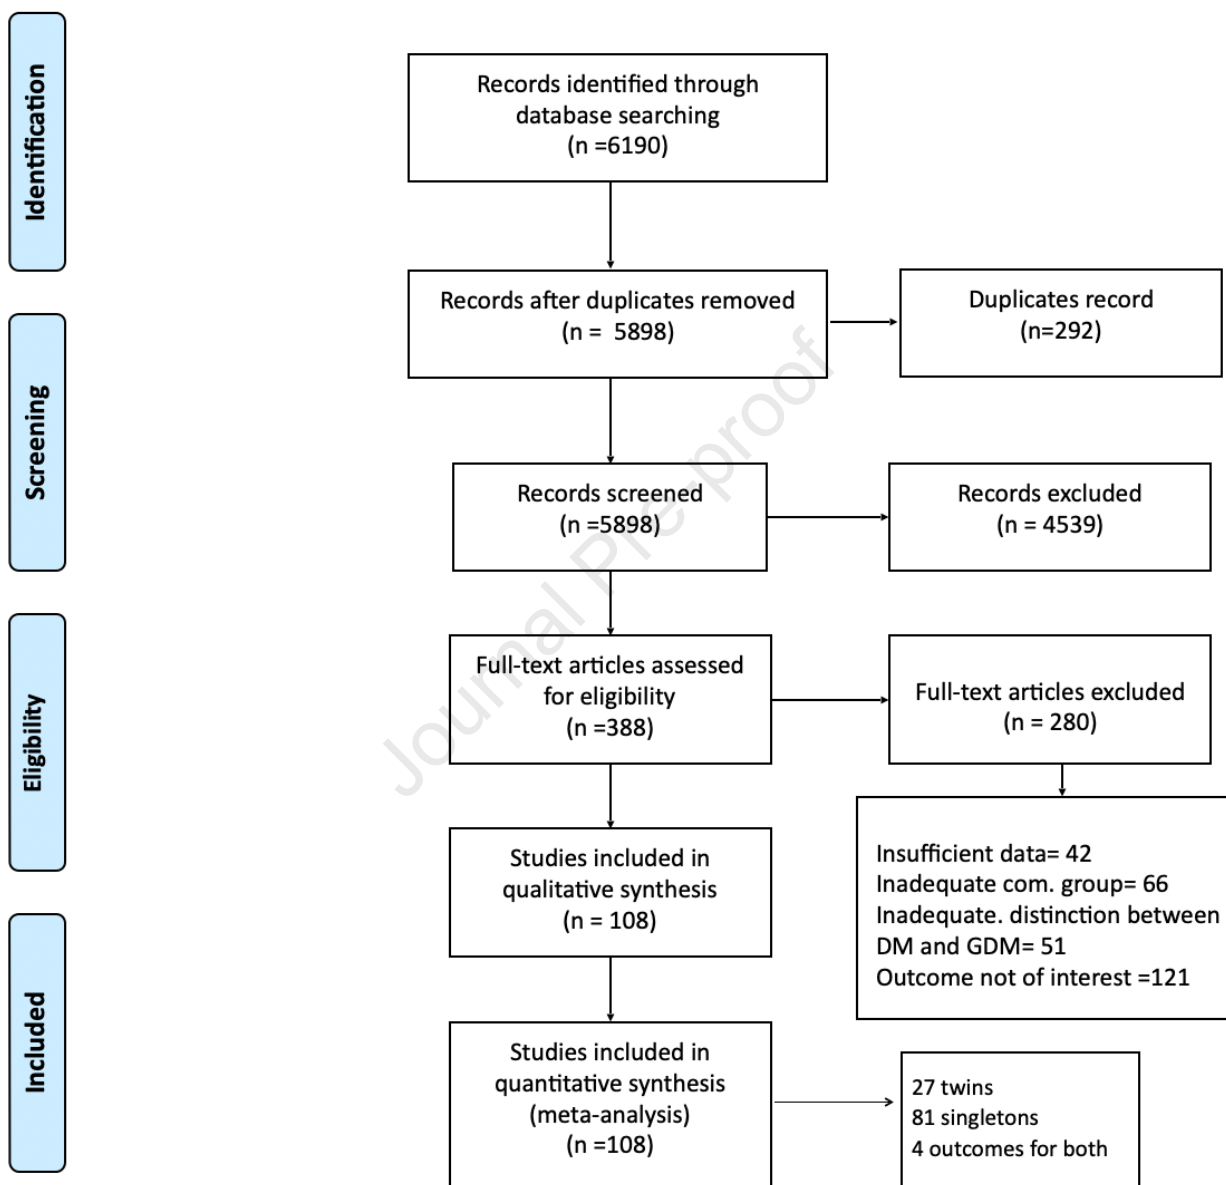 Identification
Records identified through
database searching
(n =6190)
Records after duplicates removed
(n = 5898)
Duplicates record
(n=292)
Screening
Records screened
(n =5898)
Records excluded
(n = 4539)
Eligibility
Full-text articles assessed
for eligibility
(n =388)
Full-text articles excluded
(n = 280)
Insufficient data= 42
Inadequate com. group= 66
Inadequate. distinction between
DM and GDM= 51
Outcome not of interest =121
Studies included in
qualitative synthesis
(n = 108)
Included
Studies included in
quantitative synthesis
(meta-analysis)
(n =108)
27 twins
81 singletons
4 outcomes for both
Journal Pre-proof